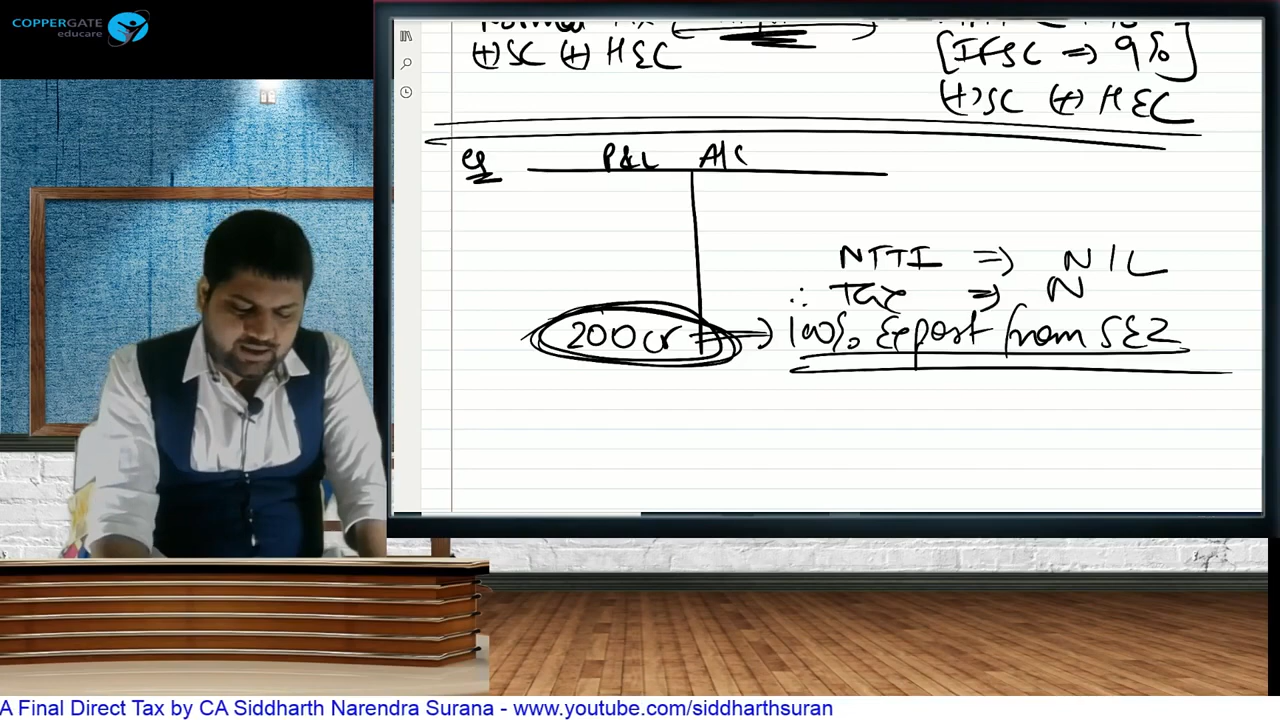 COPPERGATE
educare
(+) SC (+) HEC
[IFSC => 9%]
(+) SC (+) HEC
eg P&L A/C
NTTI => NIL
∴ Tax => N
200 cr => 100% Export from SEZ
A Final Direct Tax by CA Siddharth Narendra Surana - www.youtube.com/siddharthsuran